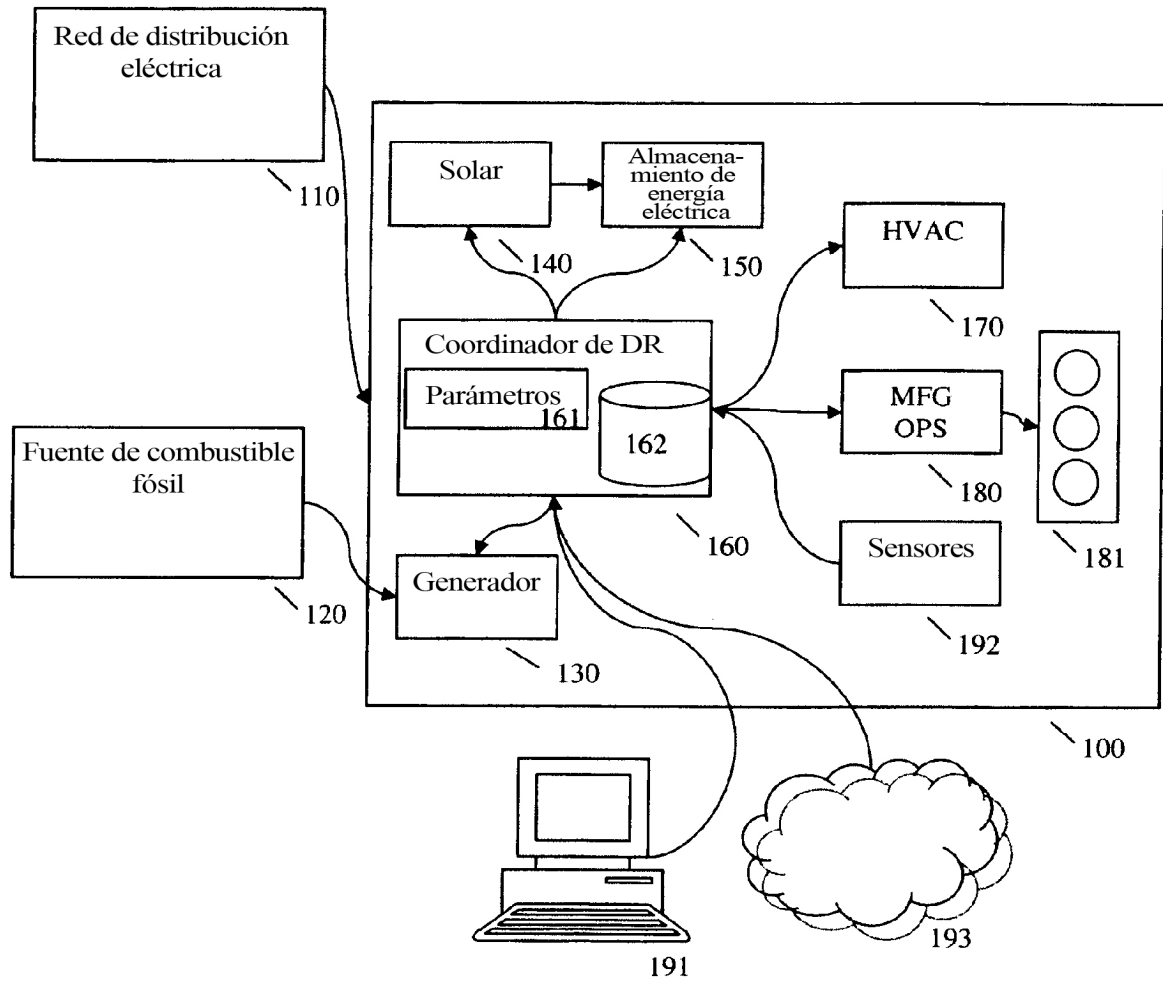 Red de distribución
eléctrica
110
Solar
140
Almacena-
miento de
energía
eléctrica
150
HVAC
170
Coordinador de DR
Parámetros
161
162
160
MFG
OPS
180
181
Fuente de combustible
fósil
120
Generador
130
Sensores
192
100
191
193